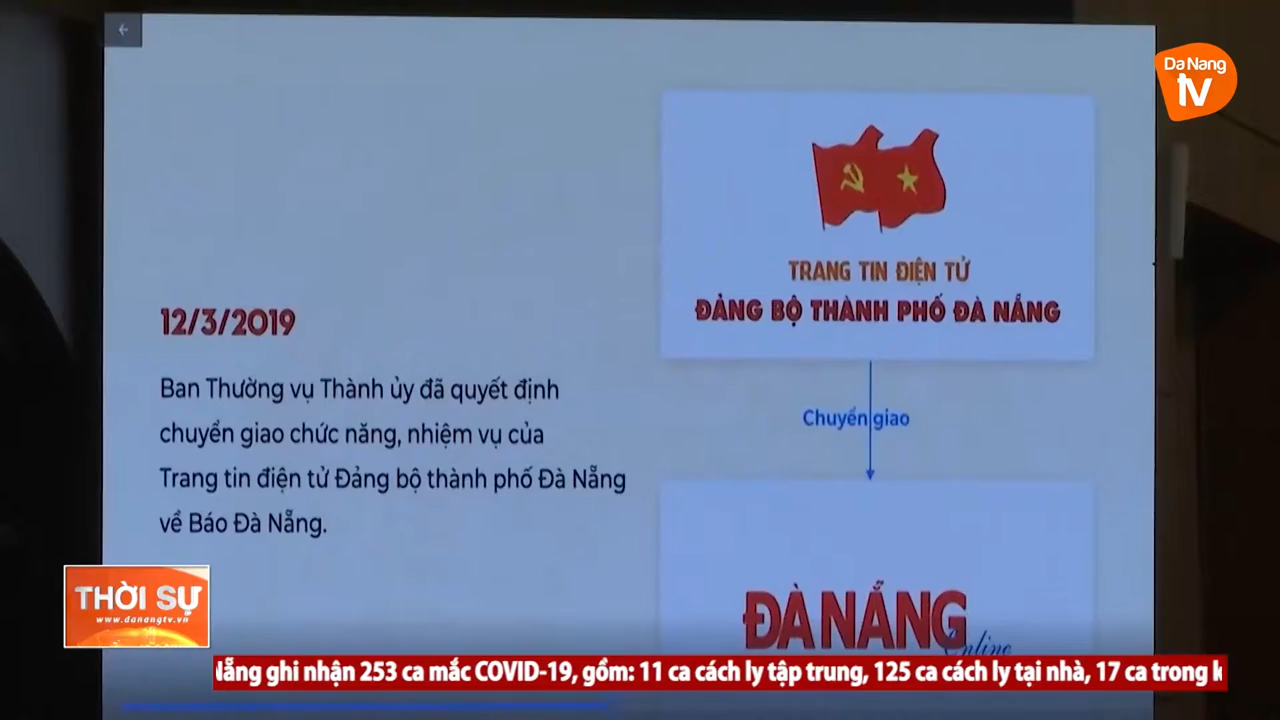 Da Nang
tv
TRANG TIN ĐIỆN TỬ
ĐẢNG BỘ THÀNH PHỐ ĐÀ NẴNG
12/3/2019
Ban Thường vụ Thành ủy đã quyết định
chuyển giao chức năng, nhiệm vụ của
Trang tin điện tử Đảng bộ thành phố Đà Nẵng
về Báo Đà Nẵng.
Chuyển giao
ĐÀ NẴNG
Online
THỜI SỰ
www.danangtv.vn
Nẵng ghi nhận 253 ca mắc COVID-19, gồm: 11 ca cách ly tập trung, 125 ca cách ly tại nhà, 17 ca trong